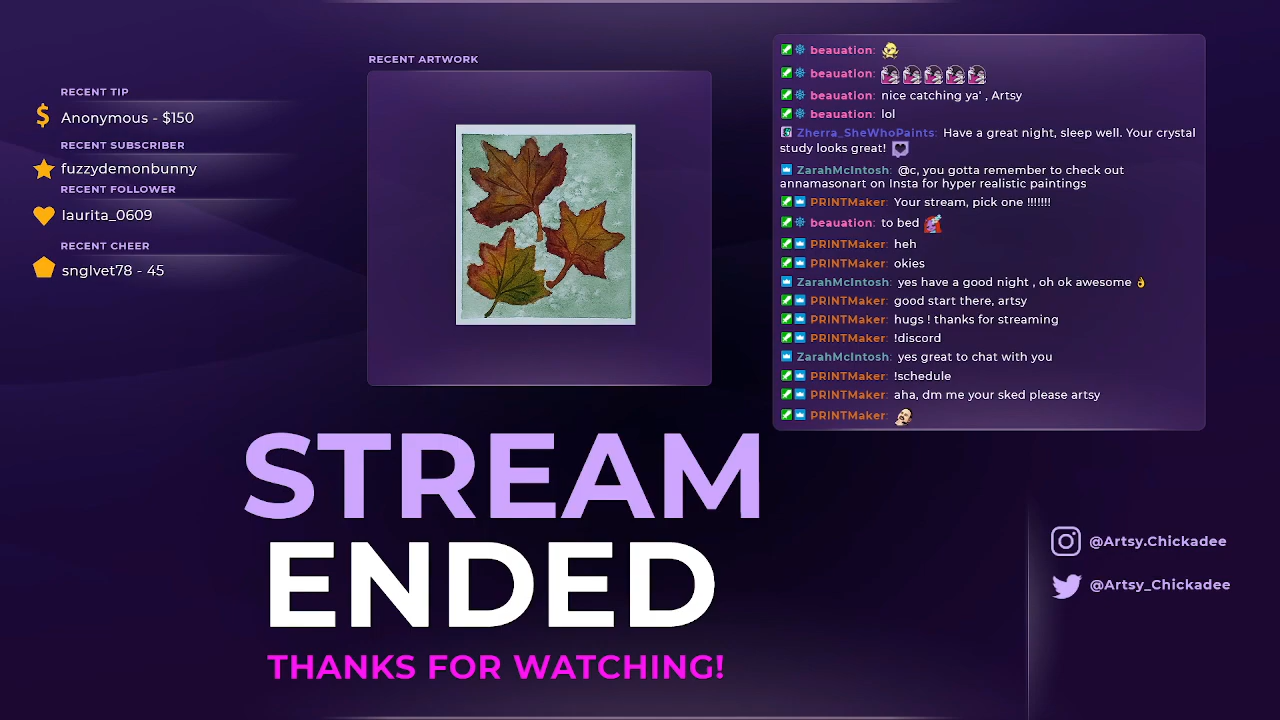 RECENT TIP
Anonymous - $150
RECENT SUBSCRIBER
fuzzydemonbunny
RECENT FOLLOWER
laurita_0609
RECENT CHEER
snglvet78 - 45
RECENT ARTWORK
beauation:
beauation:
beauation: nice catching ya' , Artsy
beauation: lol
Zherra_SheWhoPaints: Have a great night, sleep well. Your crystal
study looks great!
ZarahMcIntosh: @c, you gotta remember to check out
annamasonart on Insta for hyper realistic paintings
PRINTMaker: Your stream, pick one !!!!!!!
beauation: to bed
PRINTMaker: heh
PRINTMaker: okies
ZarahMcIntosh: yes have a good night , oh ok awesome 👌
PRINTMaker: good start there, artsy
PRINTMaker: hugs ! thanks for streaming
PRINTMaker: !discord
ZarahMcIntosh: yes great to chat with you
PRINTMaker: !schedule
PRINTMaker: aha, dm me your sked please artsy
PRINTMaker:
STREAM
ENDED
THANKS FOR WATCHING!
@Artsy.Chickadee
@Artsy_Chickadee